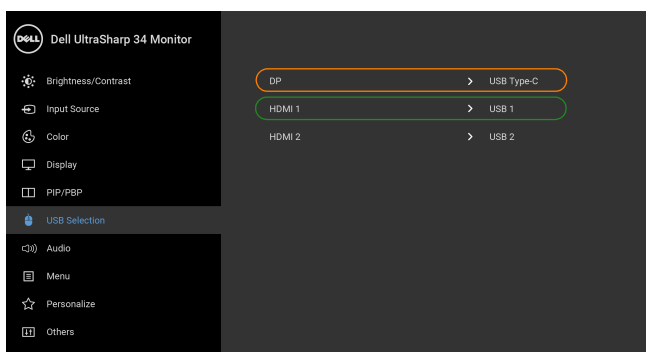 DELL Dell UltraSharp 34 Monitor
Brightness/Contrast
Input Source
Color
Display
PIP/PBP
USB Selection
Audio
Menu
Personalize
Others
DP > USB Type-C
HDMI 1 > USB 1
HDMI 2 > USB 2